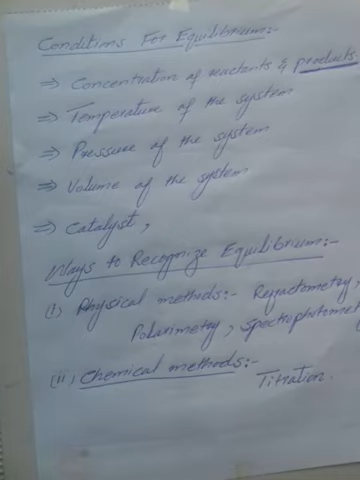 Conditions For Equilibrium:-
⇒ Concentration of reactants & products
⇒ Temperature of the system
⇒ Pressure of the system
⇒ Volume of the system
⇒ Catalyst,
Ways to Recognize Equilibrium:-
(i) Physical methods:- Refractometry,
Polarimetry, spectrophotomet
(ii) Chemical methods:-
Titration.